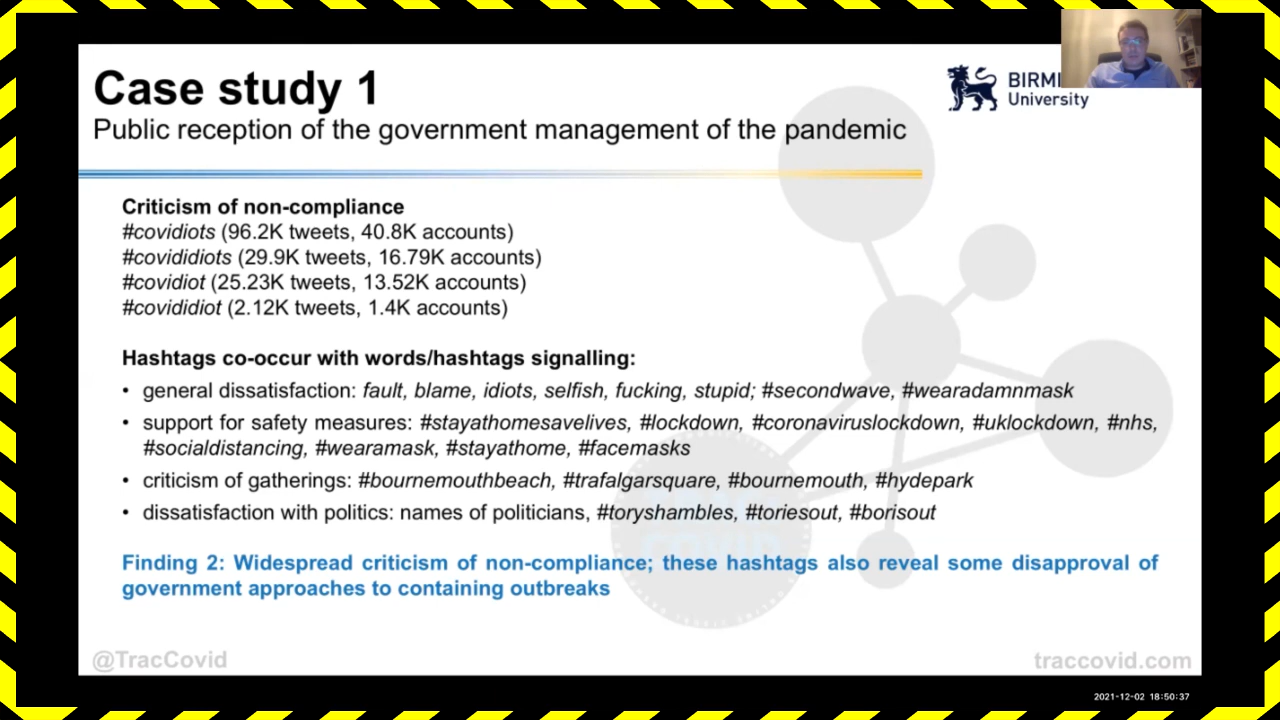 Case study 1
Public reception of the government management of the pandemic
BIRM
University
Criticism of non-compliance
#covidiots (96.2K tweets, 40.8K accounts)
#covididiots (29.9K tweets, 16.79K accounts)
#covidiot (25.23K tweets, 13.52K accounts)
#covididiot (2.12K tweets, 1.4K accounts)
Hashtags co-occur with words/hashtags signalling:
• general dissatisfaction: fault, blame, idiots, selfish, fucking, stupid; #secondwave, #wearadamnmask
• support for safety measures: #stayathomesavelives, #lockdown, #coronaviruslockdown, #uklockdown, #nhs,
#socialdistancing, #wearamask, #stayathome, #facemasks
• criticism of gatherings: #bournemouthbeach, #trafalgarsquare, #bournemouth, #hydepark
• dissatisfaction with politics: names of politicians, #toryshambles, #toriesout, #borisout
Finding 2: Widespread criticism of non-compliance; these hashtags also reveal some disapproval of
government approaches to containing outbreaks
@TracCovid
traccovid.com
2021-12-02 18:50:37